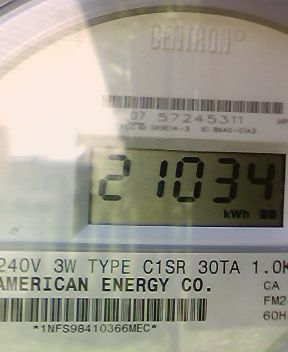 CENTRON®
07 57245311
21034
kWh
240V 3W TYPE C1SR 30TA 1.0K
AMERICAN ENERGY CO.
CA
FM2
60H
*1NFS98410366MEC*